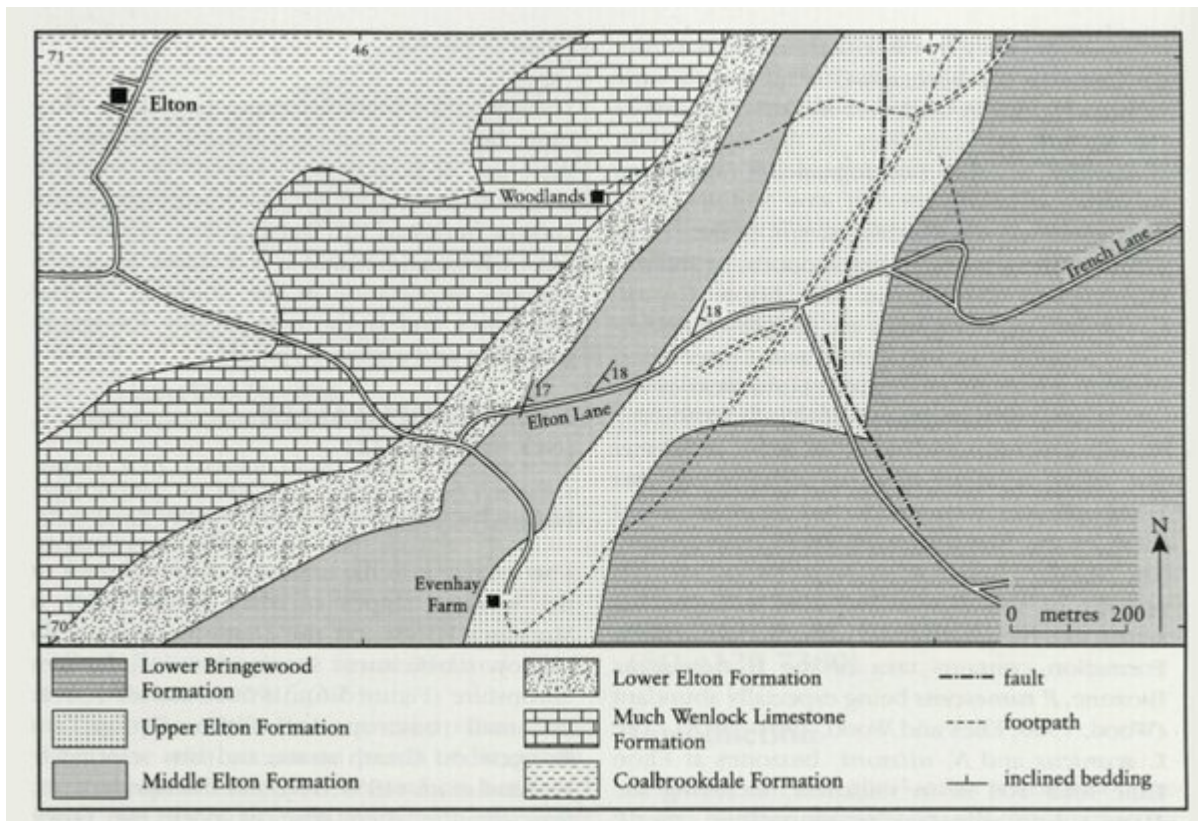 71
46
47
Elton
Woodlands
Trench Lane
18
18
17
Elton Lane
Evenhay
Farm
N
0 metres 200
70
Lower Bringewood
Formation
Lower Elton Formation
fault
Upper Elton Formation
Much Wenlock Limestone
Formation
footpath
Middle Elton Formation
Coalbrookdale Formation
inclined bedding